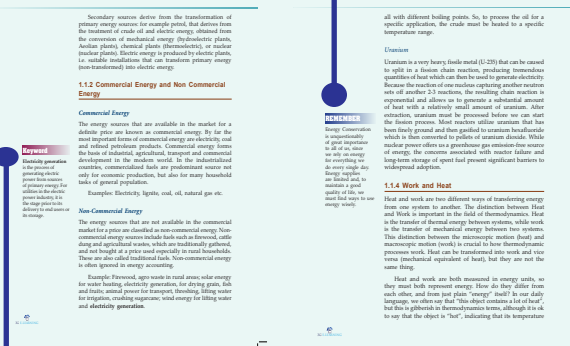 Secondary sources derive from the transformation of
primary energy sources: for example petrol, that derives from
the treatment of crude oil and electric energy, obtained from
the conversion of mechanical energy (hydroelectric plants,
Aeolian plants), chemical plants (thermoelectric), or nuclear
(nuclear plants). Electric energy is produced by electric plants,
i.e. suitable installations that can transform primary energy
(non-transformed) into electric energy.
1.1.2 Commercial Energy and Non Commercial
Energy
Commercial Energy
The energy sources that are available in the market for a
definite price are known as commercial energy. By far the
most important forms of commercial energy are electricity, coal
and refined petroleum products. Commercial energy forms
the basis of industrial, agricultural, transport and commercial
development in the modern world. In the industrialized
countries, commercialized fuels are predominant source not
only for economic production, but also for many household
tasks of general population.
Examples: Electricity, lignite, coal, oil, natural gas etc.
Non-Commercial Energy
The energy sources that are not available in the commercial
market for a price are classified as non-commercial energy. Non-
commercial energy sources include fuels such as firewood, cattle
dung and agricultural wastes, which are traditionally gathered,
and not bought at a price used especially in rural households.
These are also called traditional fuels. Non-commercial energy
is often ignored in energy accounting.
Example: Firewood, agro waste in rural areas; solar energy
for water heating, electricity generation, for drying grain, fish
and fruits; animal power for transport, threshing, lifting water
for irrigation, crushing sugarcane; wind energy for lifting water
and electricity generation.
Keyword
Electricity generation
is the process of
generating electric
power from sources
of primary energy. For
utilities in the electric
power industry, it is
the stage prior to its
delivery to end users or
its storage.
all with different boiling points. So, to process the oil for a
specific application, the crude must be heated to a specific
temperature range.
Uranium
Uranium is a very heavy, fissile metal (U-235) that can be caused
to split in a fission chain reaction, producing tremendous
quantities of heat which can then be used to generate electricity.
Because the reaction of one nucleus capturing another neutron
sets of another 2-3 reactions, the resulting chain reaction is
exponential and allows us to generate a substantial amount
of heat with a relatively small amount of uranium. After
extraction, uranium must be processed before we can start
the fission process. Most reactors utilize uranium that has
been finely ground and then gasified to uranium hexafluoride
which is then converted to pellets of uranium dioxide. While
nuclear power offers us a greenhouse gas emission-free source
of energy, the concerns associated with reactor failure and
long-term storage of spent fuel present significant barriers to
widespread adoption.
1.1.4 Work and Heat
Heat and work are two different ways of transferring energy
from one system to another. The distinction between Heat
and Work is important in the field of thermodynamics. Heat
is the transfer of thermal energy between systems, while work
is the transfer of mechanical energy between two systems.
This distinction between the microscopic motion (heat) and
macroscopic motion (work) is crucial to how thermodynamic
processes work. Heat can be transformed into work and vice
versa (mechanical equivalent of heat), but they are not the
same thing.
Heat and work are both measured in energy units, so
they must both represent energy. How do they differ from
each other, and from just plain "energy" itself? In our daily
language, we often say that "this object contains a lot of heat",
but this is gibberish in thermodynamics terms, although it is ok
to say that the object is "hot", indicating that its temperature
REMEMBER
Energy Conservation
is unquestionably
of great importance
to all of us, since
we rely on energy
for everything we
do every single day.
Energy supplies
are limited and, to
maintain a good
quality of life, we
must find ways to use
energy wisely.